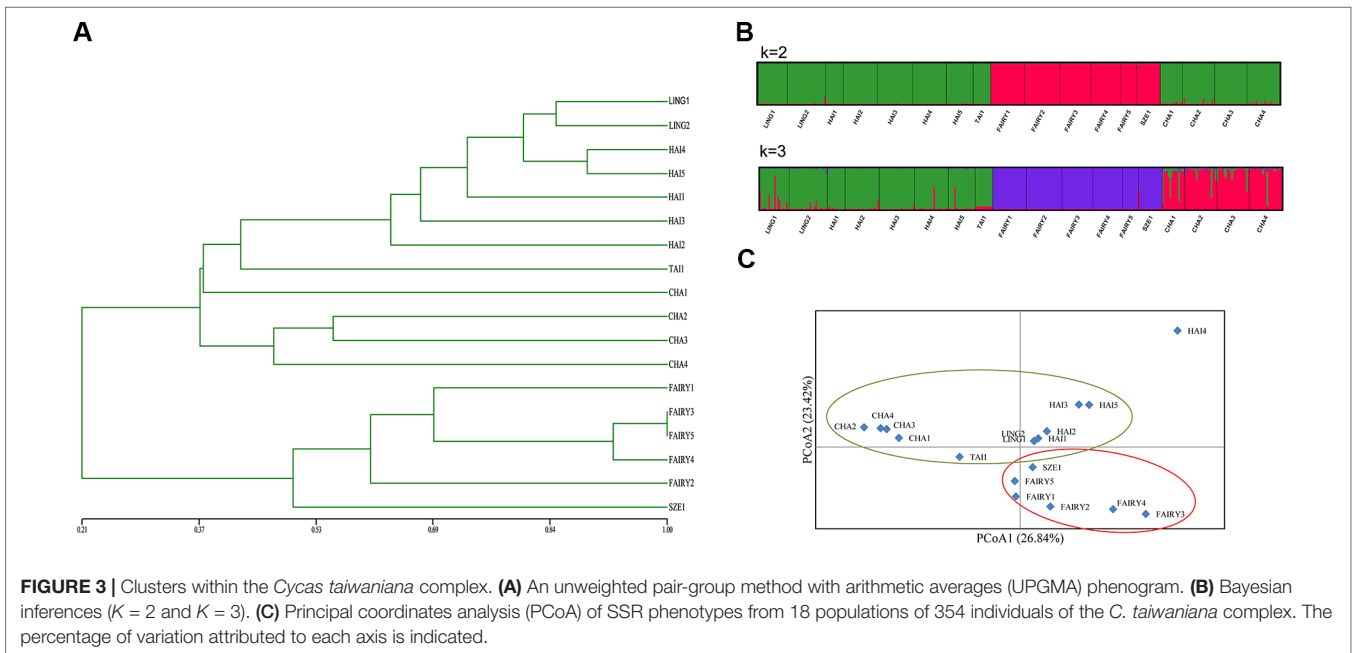 A
LING1
LING2
HAI4
HAI5
HAI1
HAI3
HAI2
TAI1
CHA1
CHA2
CHA3
CHA4
FAIRY1
FAIRY3
FAIRY5
FAIRY4
FAIRY2
SZE1
0.21 0.37 0.53 0.69 0.84 1.00
B
k=2
LING1 LING2 HAI1 HAI2 HAI3 HAI4 HAI5 TAI1 FAIRY1 FAIRY2 FAIRY3 FAIRY4 FAIRY5 SZE1 CHA1 CHA2 CHA3 CHA4
k=3
LING1 LING2 HAI1 HAI2 HAI3 HAI4 HAI5 TAI1 FAIRY1 FAIRY2 FAIRY3 FAIRY4 FAIRY5 SZE1 CHA1 CHA2 CHA3 CHA4
C
PCoA2 (23.42%)
HAI4
HAI3 HAI5
CHA4
CHA2 CHA3
CHA1
LING2 HAI2
LING1 HAI1
TAI1
SZE1
FAIRY5
FAIRY1
FAIRY2 FAIRY4
FAIRY3
PCoA1 (26.84%)
FIGURE 3 | Clusters within the Cycas taiwaniana complex. (A) An unweighted pair-group method with arithmetic averages (UPGMA) phenogram. (B) Bayesian
inferences (K = 2 and K = 3). (C) Principal coordinates analysis (PCoA) of SSR phenotypes from 18 populations of 354 individuals of the C. taiwaniana complex. The
percentage of variation attributed to each axis is indicated.